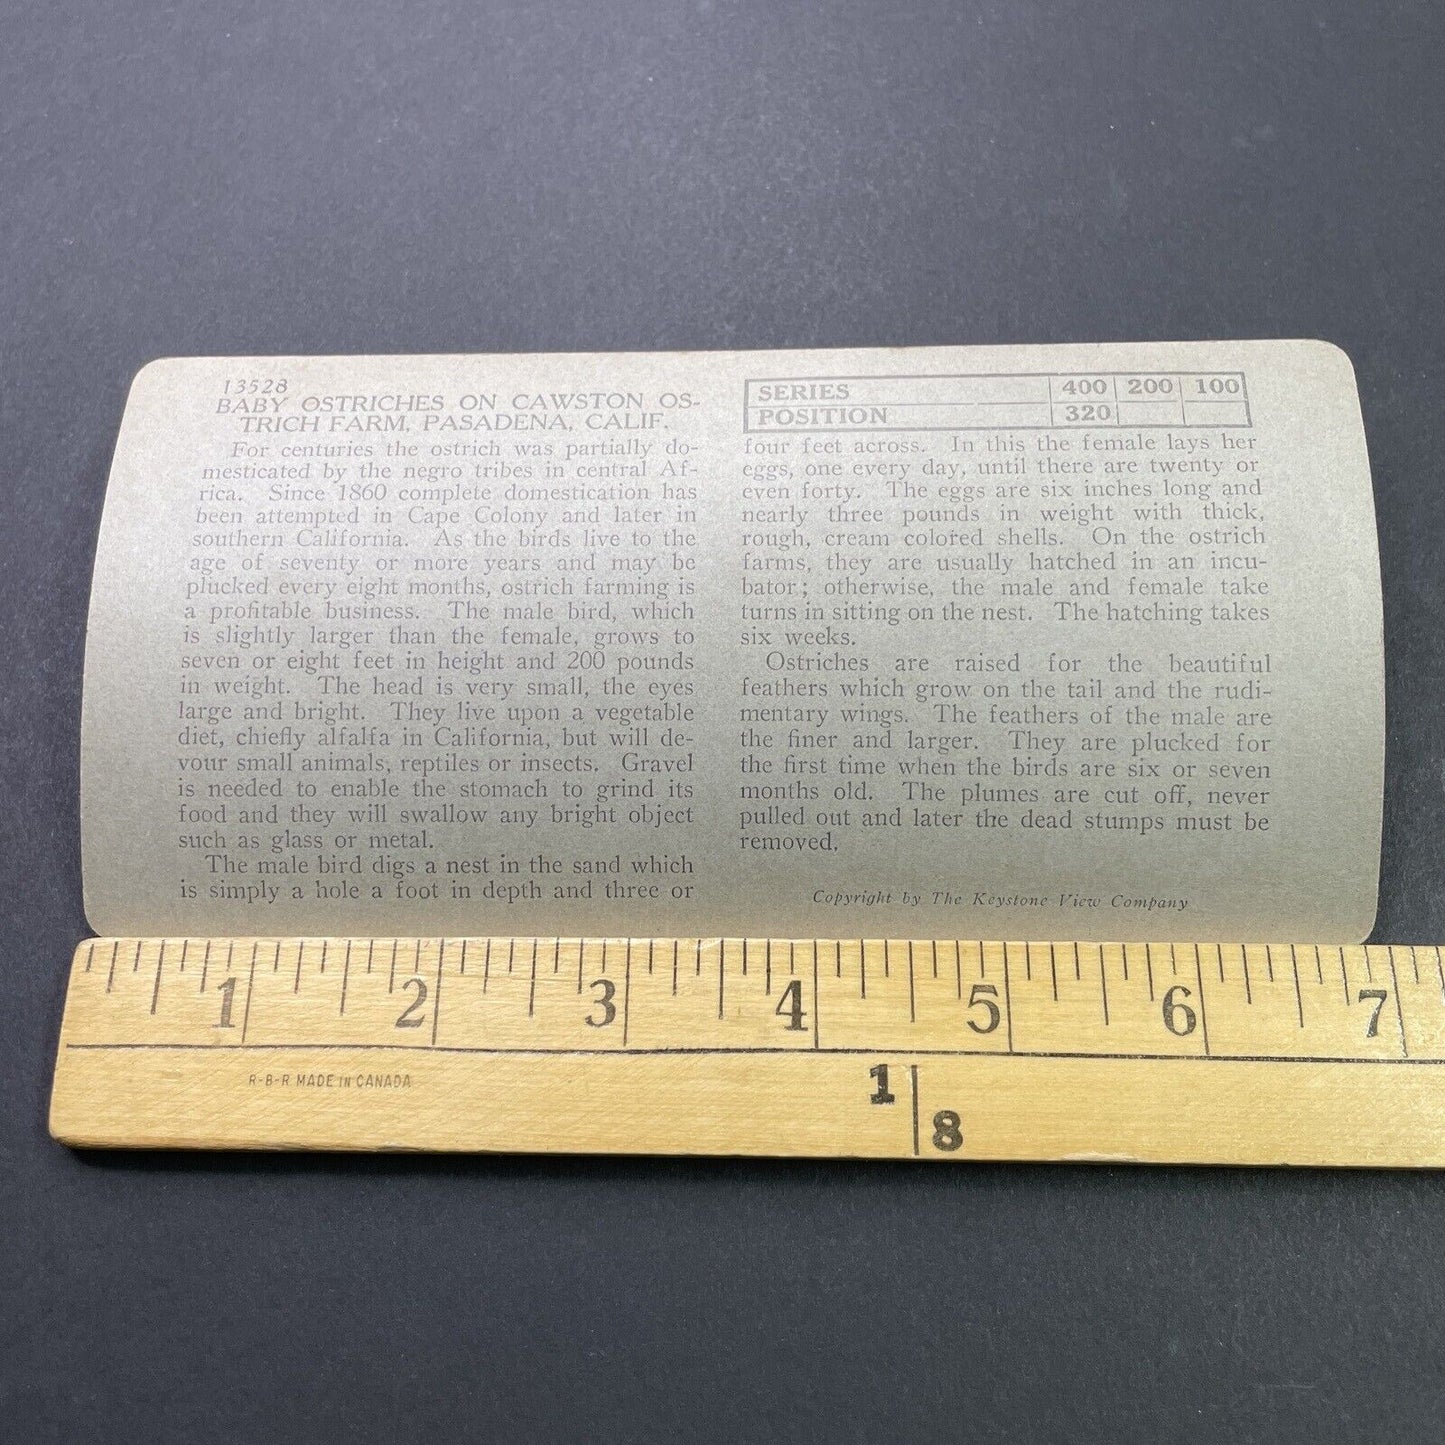 13528
BABY OSTRICHES ON CAWSTON OS-
TRICH FARM, PASADENA, CALIF.
For centuries the ostrich was partially do-
mesticated by the negro tribes in central Af-
rica. Since 1860 complete domestication has
been attempted in Cape Colony and later in
southern California. As the birds live to the
age of seventy or more years and may be
plucked every eight months, ostrich farming is
a profitable business. The male bird, which
is slightly larger than the female, grows to
seven or eight feet in height and 200 pounds
in weight. The head is very small, the eyes
large and bright. They live upon a vegetable
diet, chiefly alfalfa in California, but will de-
vour small animals, reptiles or insects. Gravel
is needed to enable the stomach to grind its
food and they will swallow any bright object
such as glass or metal.
The male bird digs a nest in the sand which
is simply a hole a foot in depth and three or
SERIES 400 200 100
POSITION 320
four feet across. In this the female lays her
eggs, one every day, until there are twenty or
even forty. The eggs are six inches long and
nearly three pounds in weight with thick,
rough, cream colored shells. On the ostrich
farms, they are usually hatched in an incu-
bator; otherwise, the male and female take
turns in sitting on the nest. The hatching takes
six weeks.
Ostriches are raised for the beautiful
feathers which grow on the tail and the rudi-
mentary wings. The feathers of the male are
the finer and larger. They are plucked for
the first time when the birds are six or seven
months old. The plumes are cut off, never
pulled out and later the dead stumps must be
removed.
Copyright by The Keystone View Company
1 2 3 4 5 6 7
R-B-R MADE IN CANADA
1 8